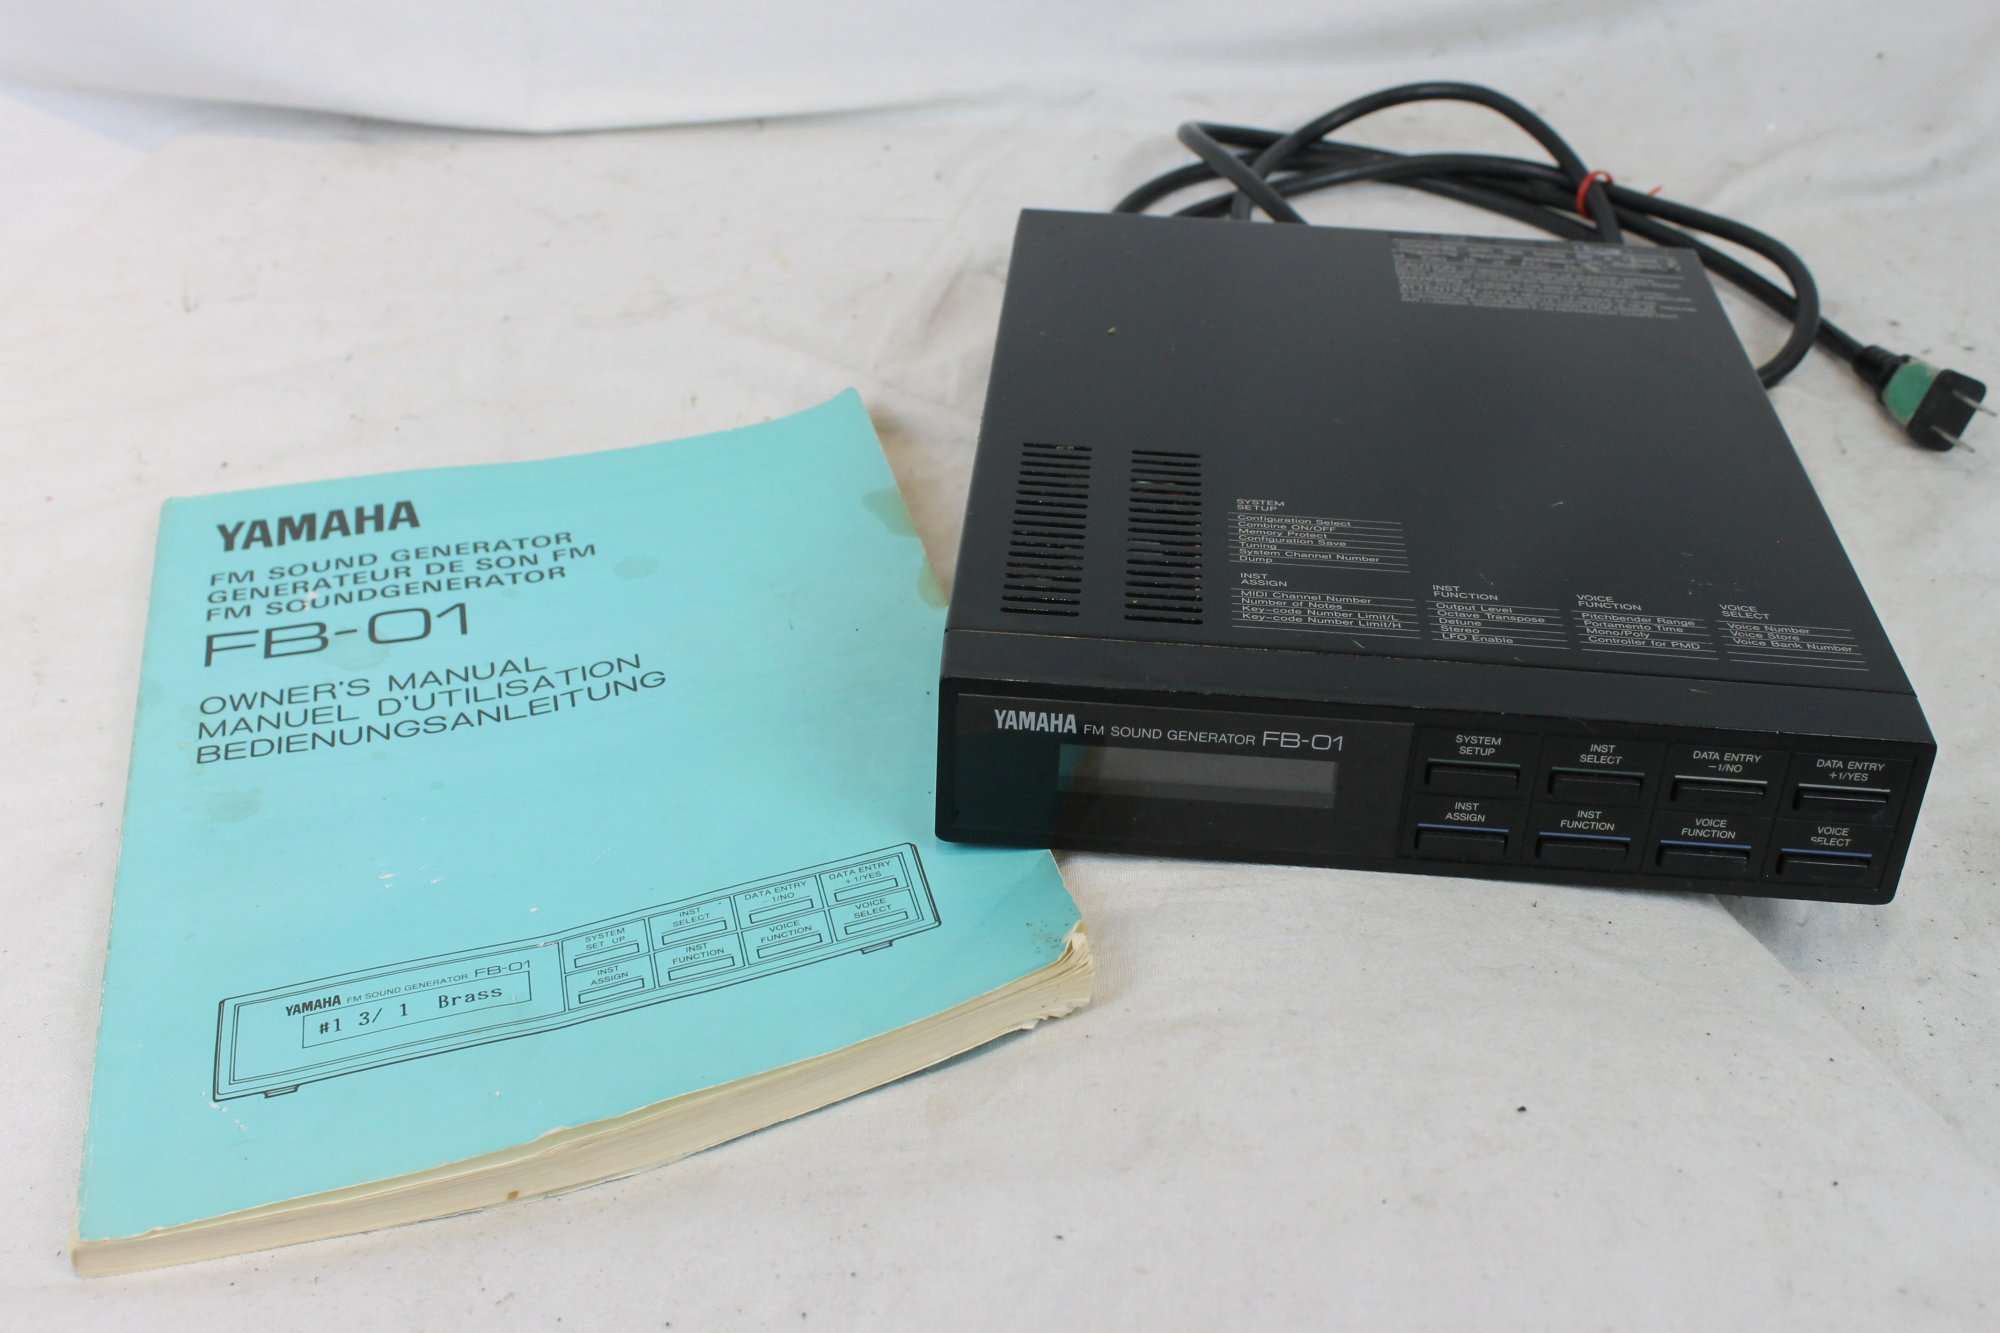 YAMAHA
FM SOUND GENERATOR
GENERATEUR DE SON FM
FM SOUNDGENERATOR
FB-01
OWNER'S MANUAL
MANUEL D'UTILISATION
BEDIENUNGSANLEITUNG
YAMAHA FM SOUND GENERATOR FB-01
#1 3/ 1 Brass
SYSTEM
SET UP
INST
SELECT
DATA ENTRY
-1/NO
DATA ENTRY
+1/YES
INST
ASSIGN
INST
FUNCTION
VOICE
FUNCTION
VOICE
SELECT
SYSTEM
SETUP
Configuration Select
Combine ON/OFF
Memory Protect
Configuration Save
Tuning
System Channel Number
Dump
INST
ASSIGN
MIDI Channel Number
Number of Notes
Key-code Number Limit/L
Key-code Number Limit/H
INST
FUNCTION
Output Level
Octave Transpose
Detune
Stereo
LFO Enable
VOICE
FUNCTION
Pitchbender Range
Portamento Time
Mono/Poly
Controller for PMD
VOICE
SELECT
Voice Number
Voice Store
Voice Bank Number
YAMAHA FM SOUND GENERATOR FB-01
SYSTEM
SETUP
INST
SELECT
DATA ENTRY
-1/NO
DATA ENTRY
+1/YES
INST
ASSIGN
INST
FUNCTION
VOICE
FUNCTION
VOICE
SELECT